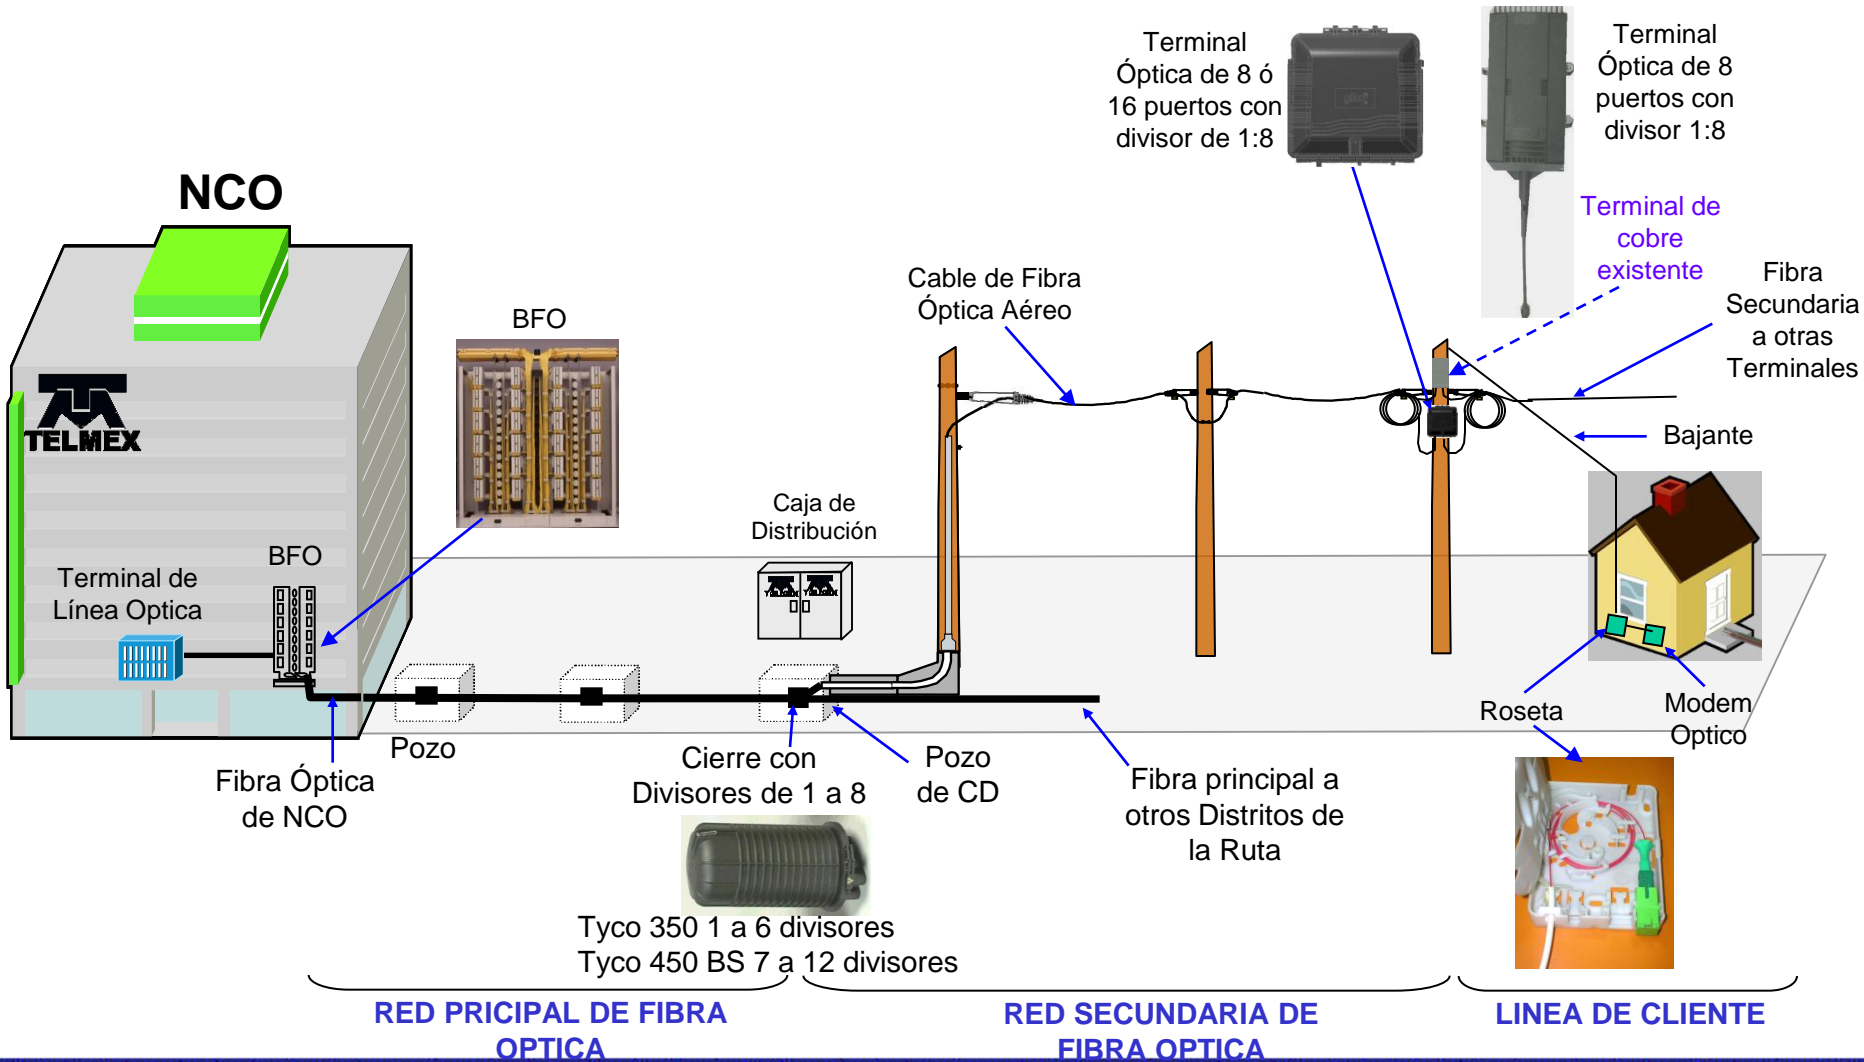 Terminal
Óptica de 8 ó
16 puertos con
divisor de 1:8
Terminal
Óptica de 8
puertos con
divisor 1:8
NCO
Terminal de
cobre
existente
Cable de Fibra
Óptica Aéreo
Fibra
Secundaria
a otras
Terminales
BFO
TELMEX
Bajante
Caja de
Distribución
BFO
Terminal de
Línea Optica
TELMEX
TELMEX
Roseta
Modem
Optico
Pozo
Cierre con
Divisores de 1 a 8
Pozo
de CD
Fibra Óptica
de NCO
Fibra principal a
otros Distritos de
la Ruta
Tyco 350 1 a 6 divisores
Tyco 450 BS 7 a 12 divisores
RED PRICIPAL DE FIBRA
OPTICA
RED SECUNDARIA DE
FIBRA OPTICA
LINEA DE CLIENTE